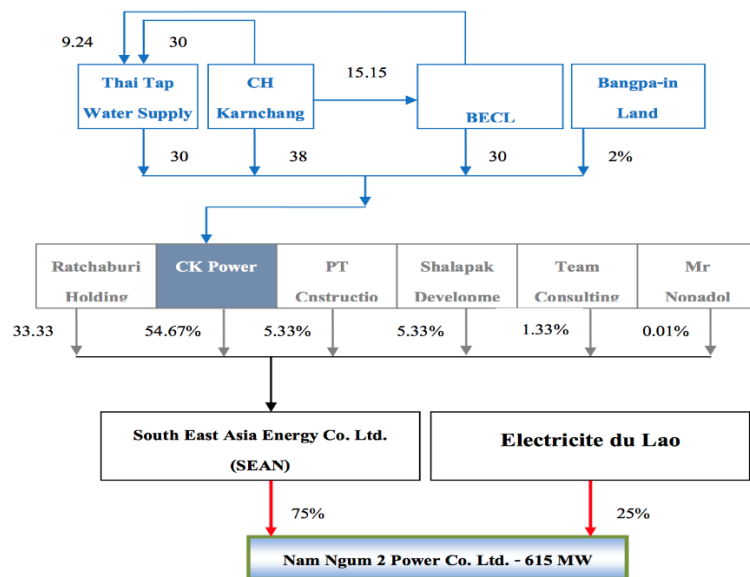 9.24 30
15.15
Thai Tap
Water Supply
CH
Karnchang
BECL
Bangpa-in
Land
30 38 30 2%
Ratchaburi
Holding
CK Power
PT
Cnstructio
Shalapak
Developme
Team
Consulting
Mr
Nopadol
33.33 54.67% 5.33% 5.33% 1.33% 0.01%
South East Asia Energy Co. Ltd.
(SEAN)
Electricite du Lao
75% 25%
Nam Ngum 2 Power Co. Ltd. - 615 MW